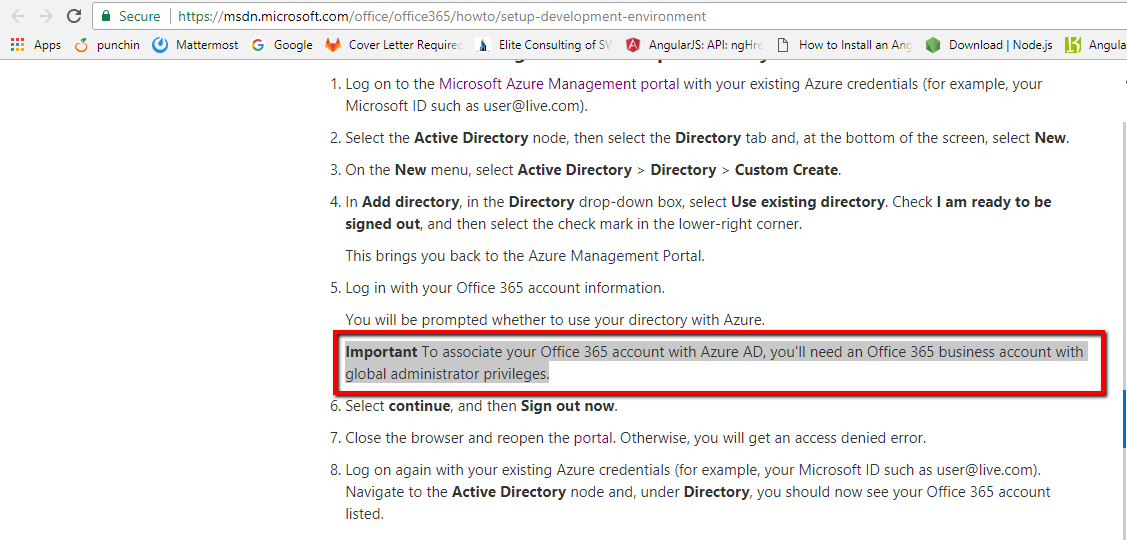 Secure https://msdn.microsoft.com/office/office365/howto/setup-development-environment
Apps punchin Mattermost Google Cover Letter Required Elite Consulting of SW AngularJS: API: ngHre How to Install an Ang Download | Node.js Angula
1. Log on to the Microsoft Azure Management portal with your existing Azure credentials (for example, your
Microsoft ID such as user@live.com).
2. Select the Active Directory node, then select the Directory tab and, at the bottom of the screen, select New.
3. On the New menu, select Active Directory > Directory > Custom Create.
4. In Add directory, in the Directory drop-down box, select Use existing directory. Check I am ready to be
signed out, and then select the check mark in the lower-right corner.
This brings you back to the Azure Management Portal.
5. Log in with your Office 365 account information.
You will be prompted whether to use your directory with Azure.
Important To associate your Office 365 account with Azure AD, you'll need an Office 365 business account with
global administrator privileges.
6. Select continue, and then Sign out now.
7. Close the browser and reopen the portal. Otherwise, you will get an access denied error.
8. Log on again with your existing Azure credentials (for example, your Microsoft ID such as user@live.com).
Navigate to the Active Directory node and, under Directory, you should now see your Office 365 account
listed.